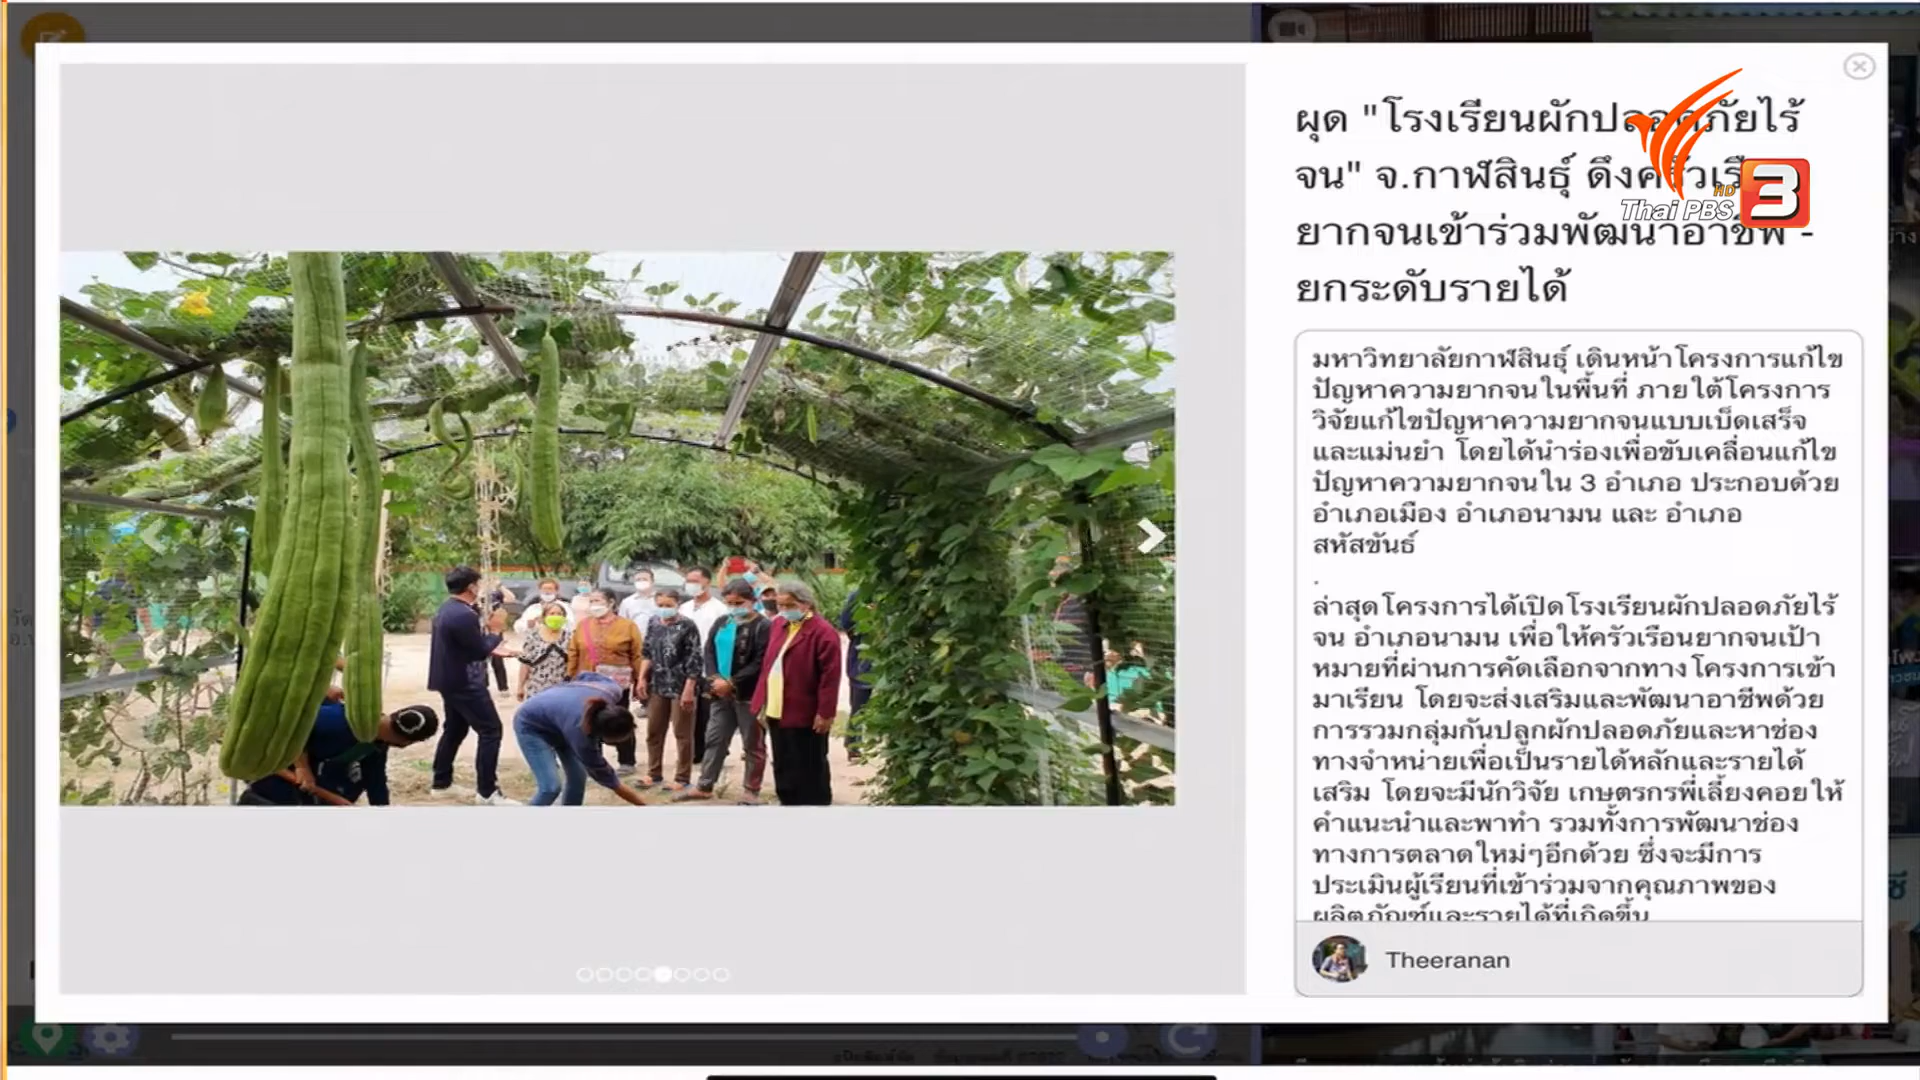 ผุด "โรงเรียนผักปลอดภัยไร้
จน" จ.กาฬสินธุ์ ดึงครัวเรือน
ยากจนเข้าร่วมพัฒนาอาชีพ -
ยกระดับรายได้
HD
Thai PBS
3
มหาวิทยาลัยกาฬสินธุ์ เดินหน้าโครงการแก้ไข
ปัญหาความยากจนในพื้นที่ ภายใต้โครงการ
วิจัยแก้ไขปัญหาความยากจนแบบเบ็ดเสร็จ
และแม่นยำ โดยได้นำร่องเพื่อขับเคลื่อนแก้ไข
ปัญหาความยากจนใน 3 อำเภอ ประกอบด้วย
อำเภอเมือง อำเภอนามน และ อำเภอ
สหัสขันธ์
.
ล่าสุดโครงการได้เปิดโรงเรียนผักปลอดภัยไร้
จน อำเภอนามน เพื่อให้ครัวเรือนยากจนเป้า
หมายที่ผ่านการคัดเลือกจากทางโครงการเข้า
มาเรียน โดยจะส่งเสริมและพัฒนาอาชีพด้วย
การรวมกลุ่มกันปลูกผักปลอดภัยและหาช่อง
ทางจำหน่ายเพื่อเป็นรายได้หลักและรายได้
เสริม โดยจะมีนักวิจัย เกษตรกรพี่เลี้ยงคอยให้
คำแนะนำและพาทำ รวมทั้งการพัฒนาช่อง
ทางการตลาดใหม่ๆอีกด้วย ซึ่งจะมีการ
ประเมินผู้เรียนที่เข้าร่วมจากคุณภาพของ
ผลิตภัณฑ์และรายได้ที่เกิดขึ้น
Theeranan